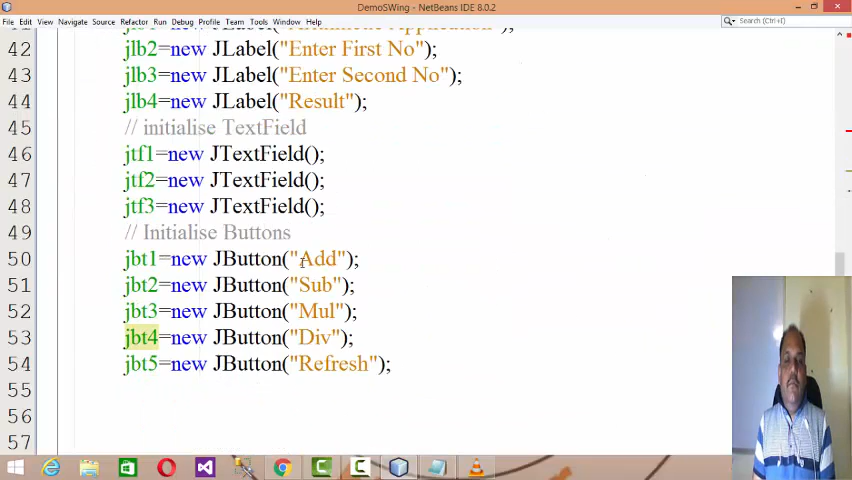 DemoSWing - NetBeans IDE 8.0.2
File Edit View Navigate Source Refactor Run Debug Profile Team Tools Window Help
Search (Ctrl+I)
42 jlb2=new JLabel("Enter First No");
43 jlb3=new JLabel("Enter Second No");
44 jlb4=new JLabel("Result");
45 // initialise TextField
46 jtf1=new JTextField();
47 jtf2=new JTextField();
48 jtf3=new JTextField();
49 // Initialise Buttons
50 jbt1=new JButton("Add");
51 jbt2=new JButton("Sub");
52 jbt3=new JButton("Mul");
53 jbt4=new JButton("Div");
54 jbt5=new JButton("Refresh");
55
56
57